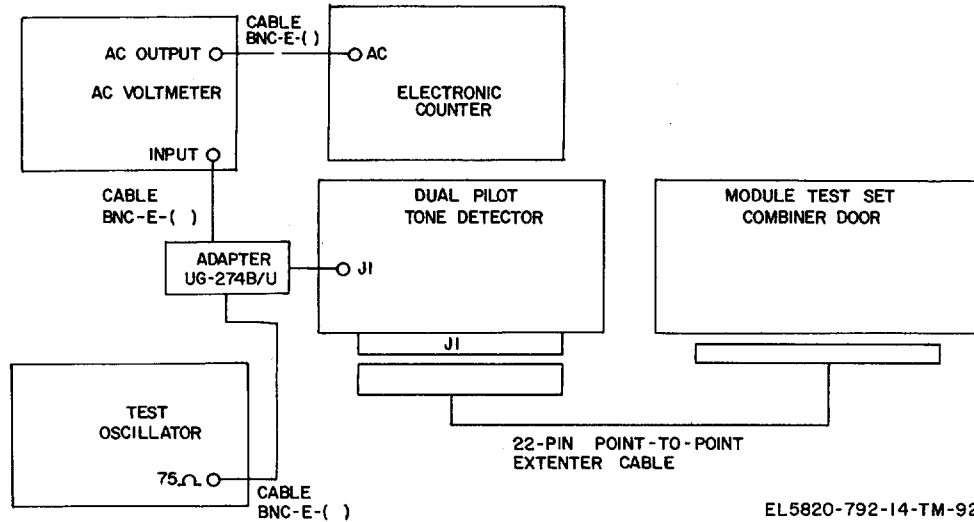 CABLE
BNC-E-( )
AC OUTPUT
AC
AC VOLTMETER
ELECTRONIC
COUNTER
INPUT
CABLE
BNC-E-( )
DUAL PILOT
TONE DETECTOR
MODULE TEST SET
COMBINER DOOR
ADAPTER
UG-274B/U
J1
J1
TEST
OSCILLATOR
75Ω
CABLE
BNC-E-( )
22-PIN POINT-TO-POINT
EXTENTER CABLE
EL5820-792-14-TM-92